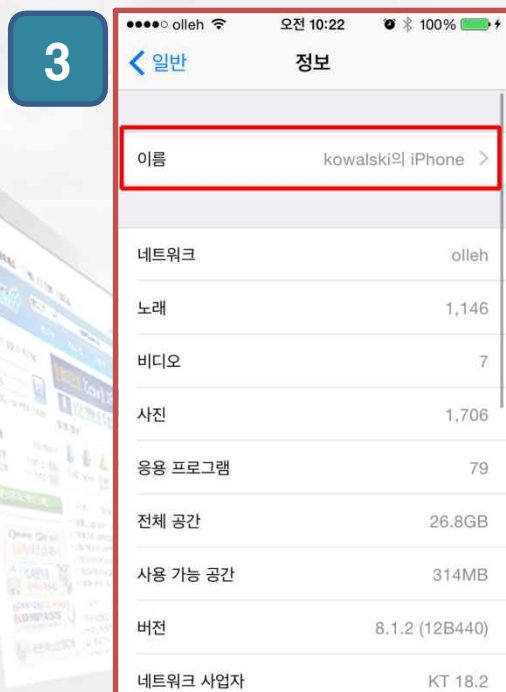 3
olleh 오전 10:22 100%
일반 정보
이름 kowalski의 iPhone
네트워크 olleh
노래 1,146
비디오 7
사진 1,706
응용 프로그램 79
전체 공간 26.8GB
사용 가능 공간 314MB
버전 8.1.2 (12B440)
네트워크 사업자 KT 18.2